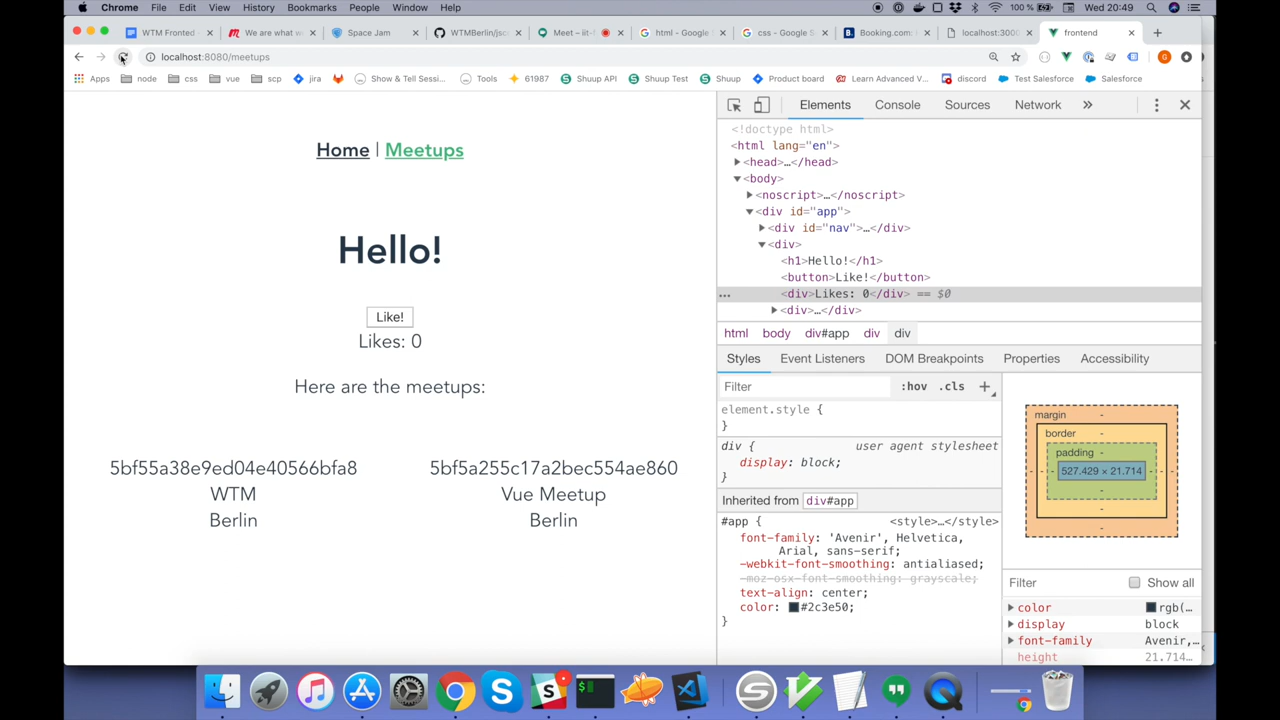 Chrome File Edit View History Bookmarks People Window Help 100 % Wed 20:49
WTM Fronted We are what w Space Jam WTMBerlin/jsc Meet – iit- html - Google css - Google S Booking.com: localhost:3000 frontend
localhost:8080/meetups
Apps node css vue scp jira Show & Tell Sessi... Tools 61987 Shuup API Shuup Test Shuup Product board Learn Advanced V... discord Test Salesforce Salesforce
Home | Meetups
Hello!
Like!
Likes: 0
Here are the meetups:
5bf55a38e9ed04e40566bfa8
WTM
Berlin
5bf5a255c17a2bec554ae860
Vue Meetup
Berlin
Elements Console Sources Network »
<!doctype html>
<html lang="en">
<head>…</head>
<body>
<noscript>…</noscript>
<div id="app">
<div id="nav">…</div>
<div>
<h1>Hello!</h1>
<button>Like!</button>
... <div>Likes: 0</div> == $0
<div>…</div>
html body div#app div div
Styles Event Listeners DOM Breakpoints Properties Accessibility
Filter :hov .cls +
element.style {
}
div { user agent stylesheet
display: block;
}
Inherited from div#app
#app { <style>…</style>
font-family: 'Avenir', Helvetica,
Arial, sans-serif;
-webkit-font-smoothing: antialiased;
-moz-osx-font-smoothing: grayscale;
text-align: center;
color: #2c3e50;
}
margin -
border -
padding -
527.429 × 21.714
Filter Show all
color rgb(…
display block
font-family Avenir,…
height 21.714…